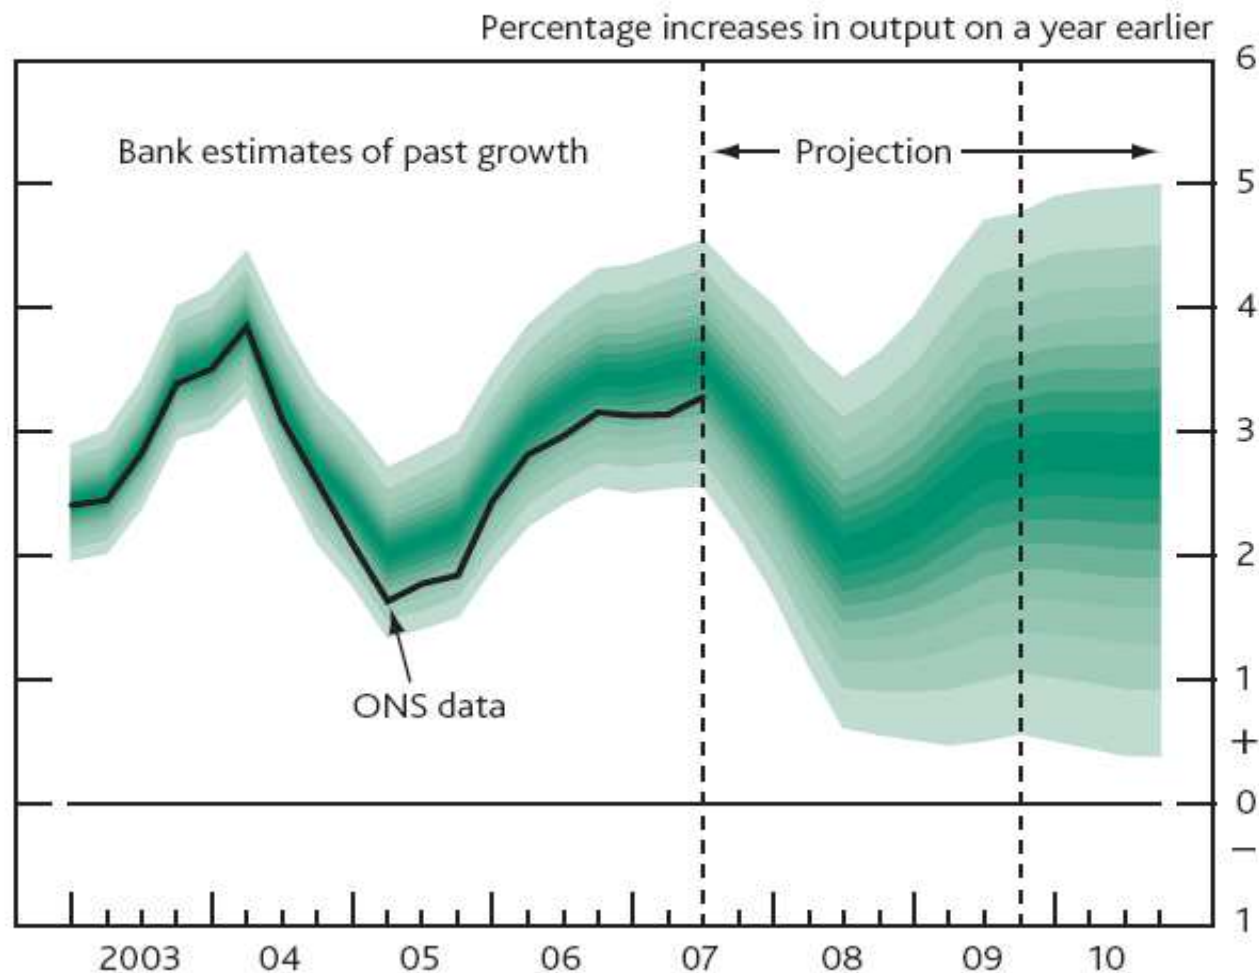 Percentage increases in output on a year earlier
6
Bank estimates of past growth
Projection
5
4
3
2
1
ONS data
+
0
–
1
2003 04 05 06 07 08 09 10